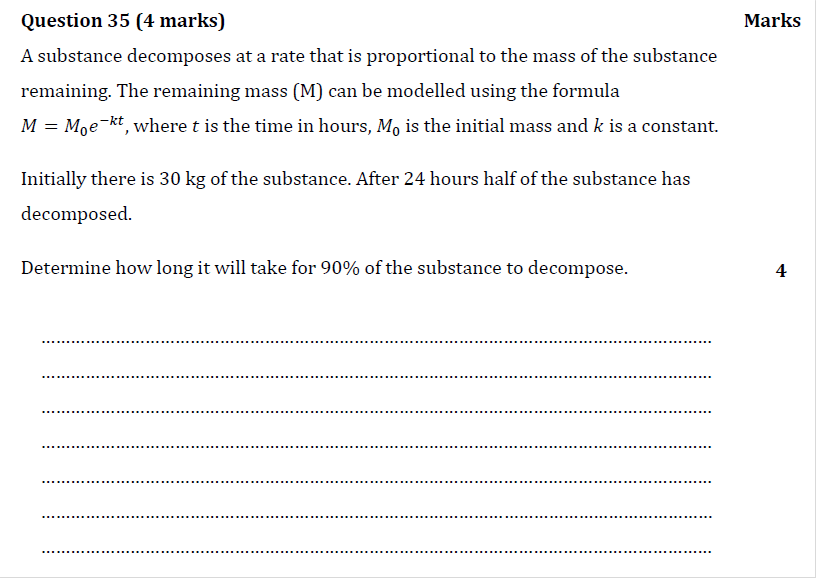 Question 35 (4 marks) Marks
A substance decomposes at a rate that is proportional to the mass of the substance
remaining. The remaining mass (M) can be modelled using the formula
M = M₀e⁻ᵏᵗ, where t is the time in hours, M₀ is the initial mass and k is a constant.
Initially there is 30 kg of the substance. After 24 hours half of the substance has
decomposed.
Determine how long it will take for 90% of the substance to decompose. 4